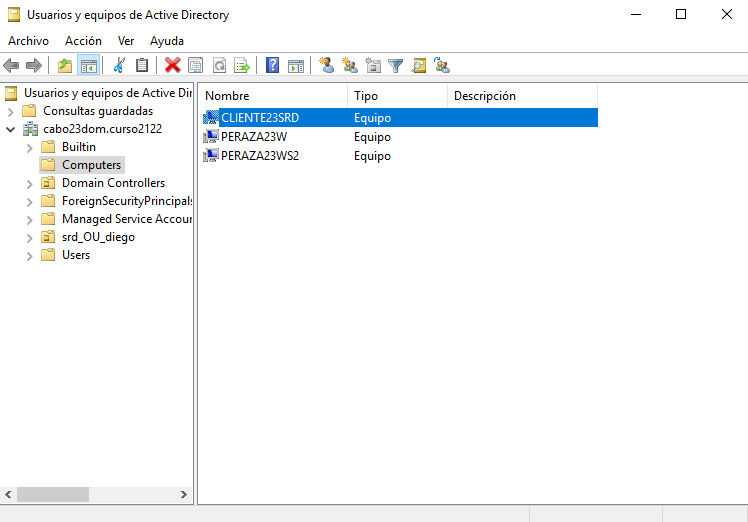 Usuarios y equipos de Active Directory
Archivo Acción Ver Ayuda
Usuarios y equipos de Active Dir
Consultas guardadas
cabo23dom.curso2122
Builtin
Computers
Domain Controllers
ForeignSecurityPrincipals
Managed Service Accour
srd_OU_diego
Users
Nombre Tipo Descripción
CLIENTE23SRD Equipo
PERAZA23W Equipo
PERAZA23WS2 Equipo